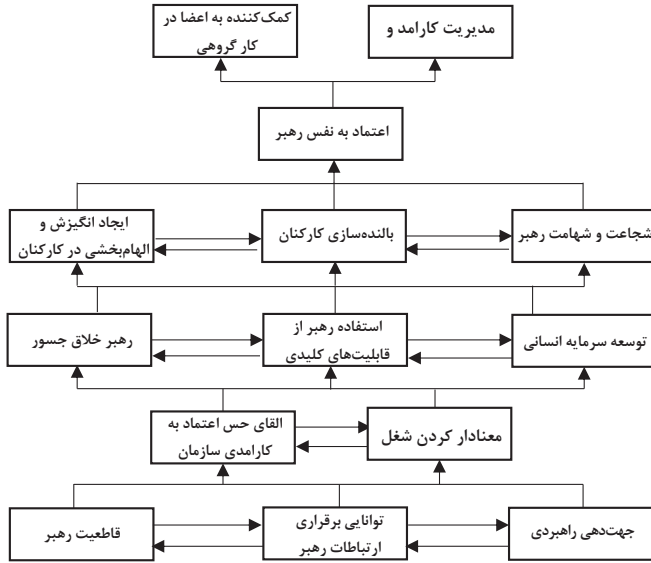 مدیریت کارامد و
کمک‌کننده به اعضا در
کار گروهی
اعتماد به نفس رهبر
شجاعت و شهامت رهبر
بالنده‌سازی کارکنان
ایجاد انگیزش و
الهام‌بخشی در کارکنان
توسعه سرمایه انسانی
استفاده رهبر از
قابلیت‌های کلیدی
رهبر خلاق جسور
معنادار کردن شغل
القای حس اعتماد به
کارامدی سازمان
جهت‌دهی راهبردی
توانایی برقراری
ارتباطات رهبر
قاطعیت رهبر